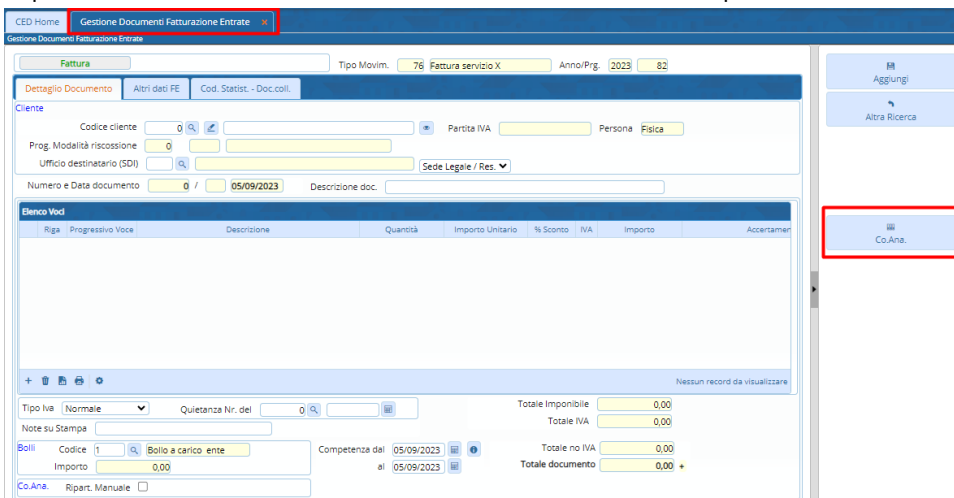 CED Home Gestione Documenti Fatturazione Entrate ×
Gestione Documenti Fatturazione Entrate
Fattura Tipo Movim. 76 Fattura servizio X Anno/Prg. 2023 82
Aggiungi
Dettaglio Documento Altri dati FE Cod. Statist. - Doc.coll.
Altra Ricerca
Cliente
Codice cliente 0 Partita IVA Persona Fisica
Prog. Modalità riscossione 0
Ufficio destinatario (SDI) Sede Legale / Res.
Numero e Data documento 0 / 05/09/2023 Descrizione doc.
Elenco Voci
Riga Progressivo Voce Descrizione Quantità Importo Unitario % Sconto IVA Importo Accertamer
Co.Ana.
Nessun record da visualizzare
Tipo Iva Normale Quietanza Nr. del 0 Totale Imponibile 0,00
Totale IVA 0,00
Note su Stampa
Bolli Codice 1 Bollo a carico ente Competenza dal 05/09/2023 Totale no IVA 0,00
Importo 0,00 al 05/09/2023 Totale documento 0,00 +
Co.Ana. Ripart. Manuale